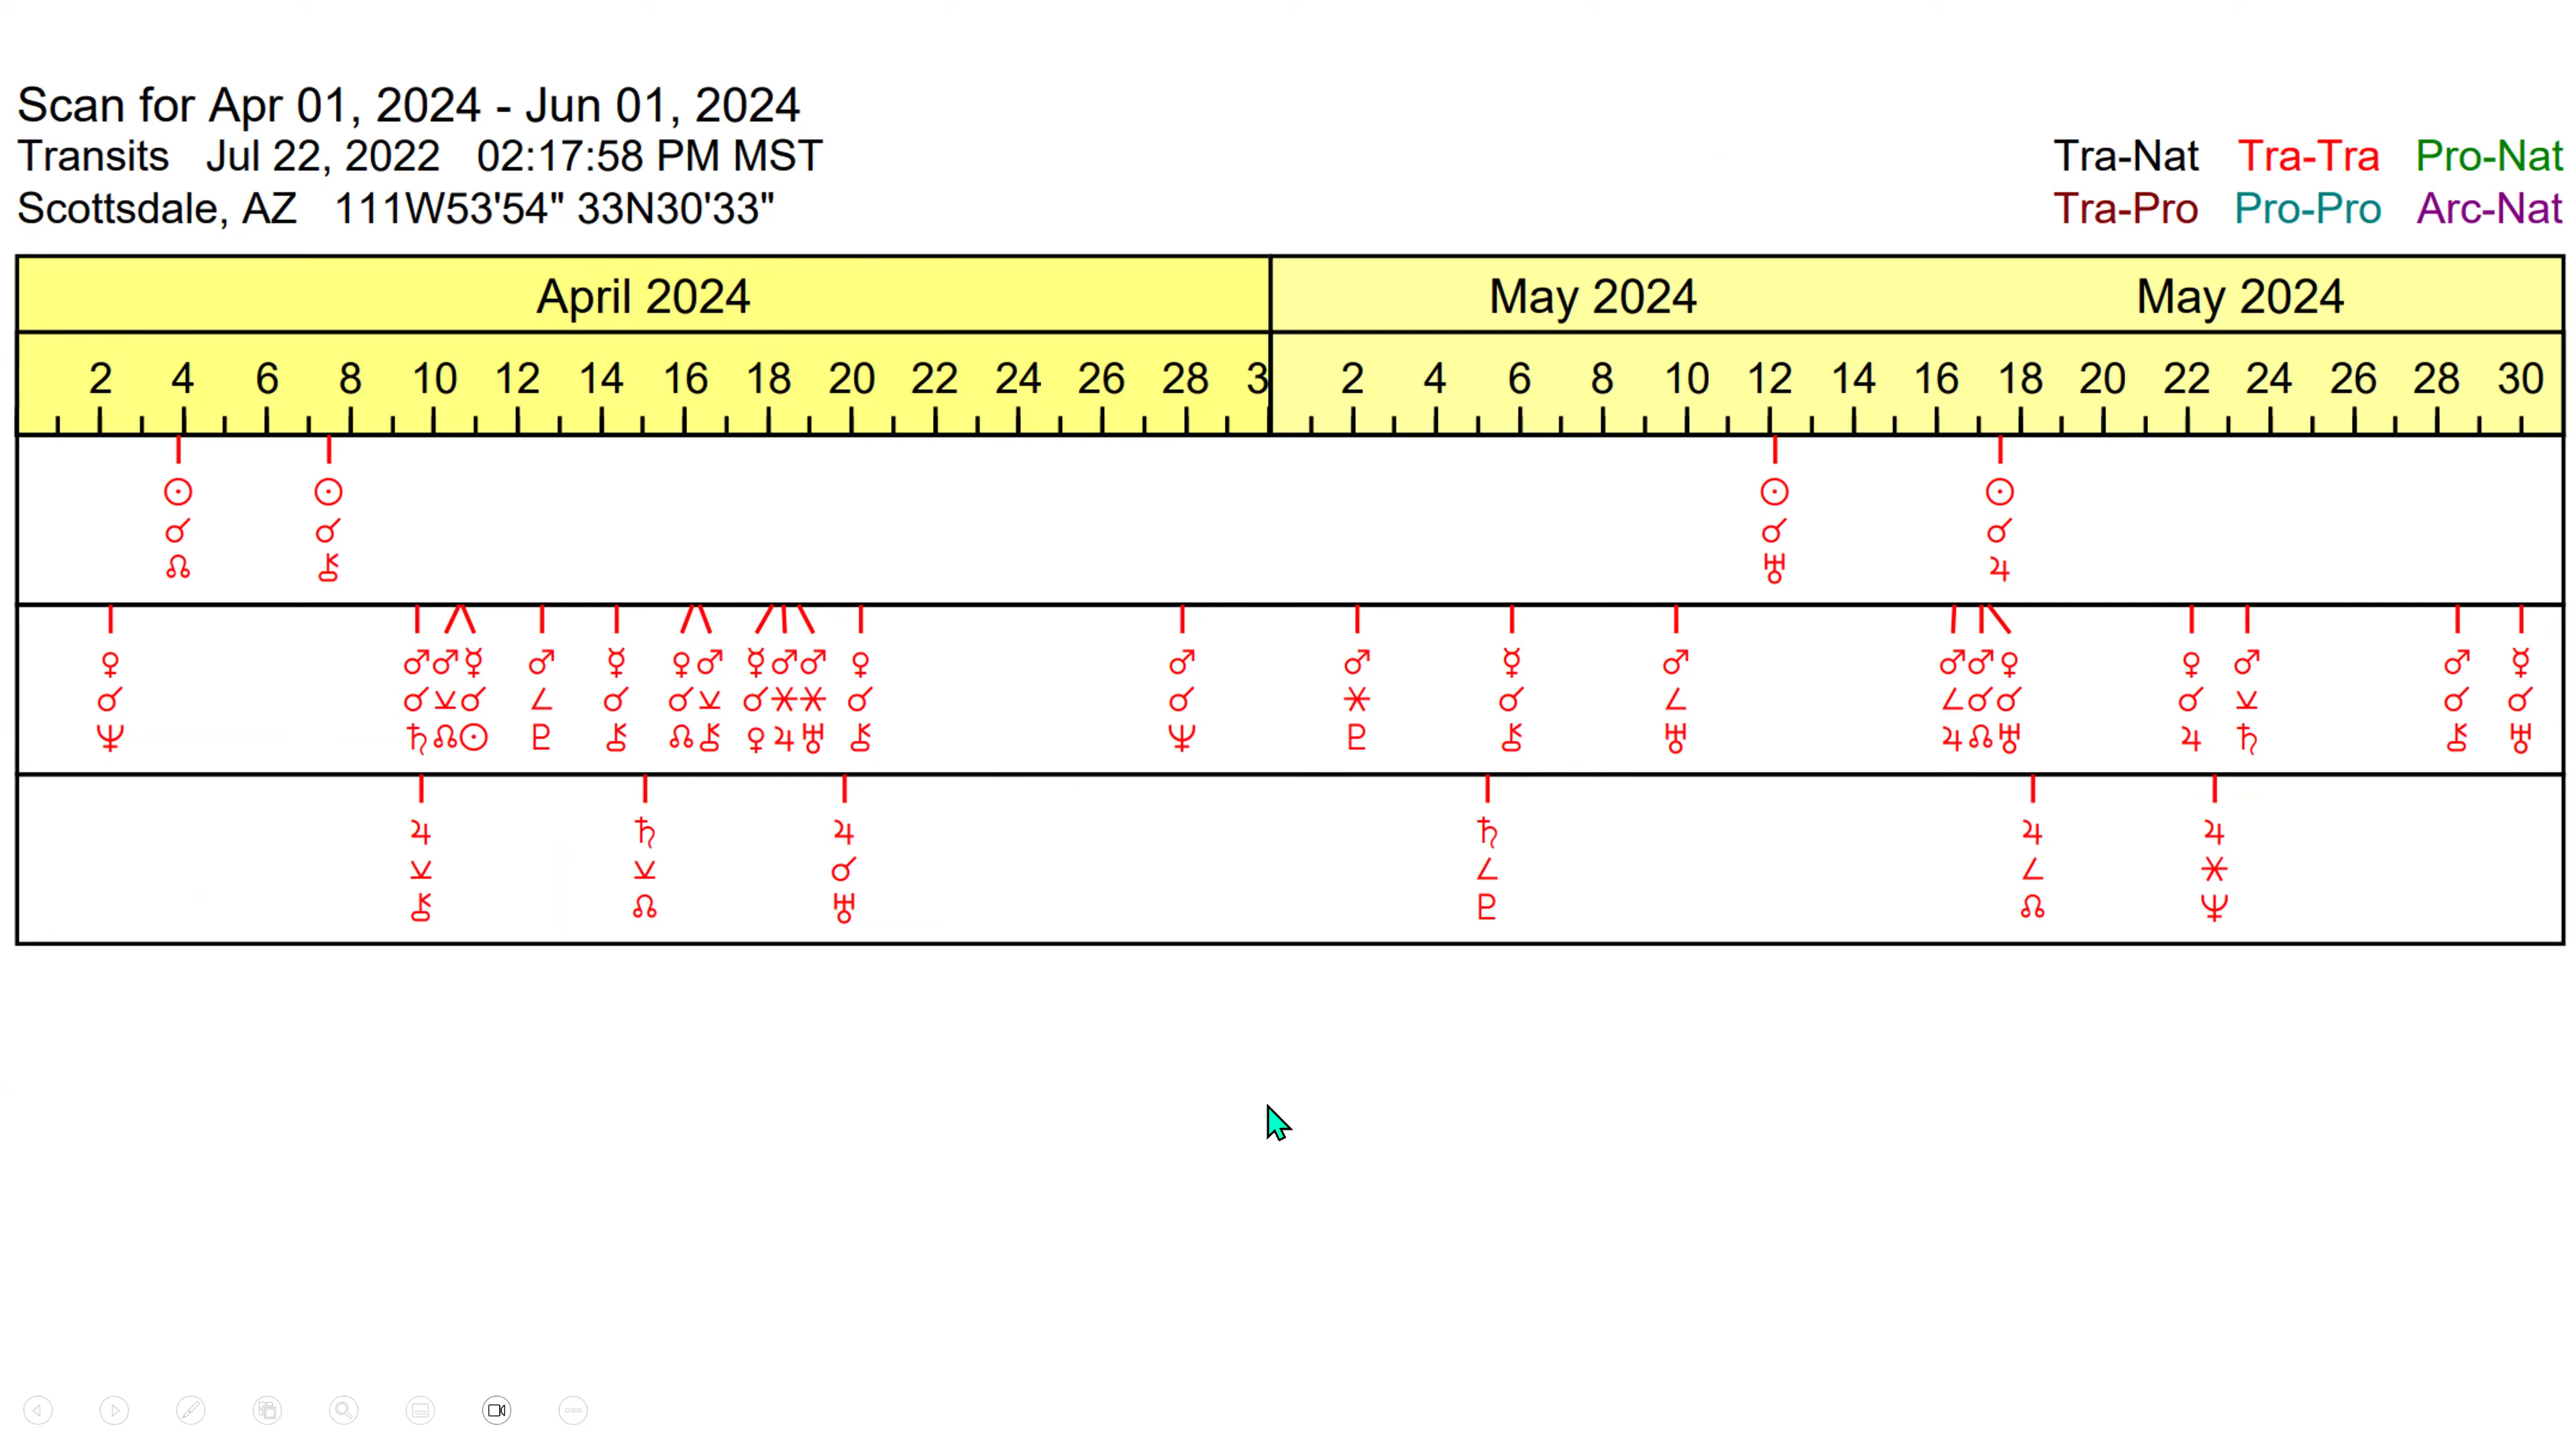 Scan for Apr 01, 2024 - Jun 01, 2024
Transits Jul 22, 2022 02:17:58 PM MST
Scottsdale, AZ 111W53'54" 33N30'33"
Tra-Nat Tra-Tra Pro-Nat
Tra-Pro Pro-Pro Arc-Nat
April 2024 May 2024 May 2024
2 4 6 8 10 12 14 16 18 20 22 24 26 28 3 2 4 6 8 10 12 14 16 18 20 22 24 26 28 30
☉ ☉ ☉ ☉
☌ ☌ ☌ ☌
☊ ⚷ ♅ ♃
♀ ♂ ♂ ☿ ♂ ☿ ♀ ♂ ☿ ♂ ♂ ♀ ♂ ♂ ☿ ♂ ♂ ♂ ♀ ♀ ♂ ♂ ☿
☌ ☌ ⚺ ☌ ∠ ☌ ☌ ⚺ ☌ ⚹ ⚹ ☌ ☌ ⚹ ☌ ∠ ∠ ☌ ☌ ☌ ⚺ ☌ ☌
♆ ♄ ☊ ☉ ♇ ⚷ ☊ ⚷ ♀ ♃ ♅ ⚷ ♆ ♇ ⚷ ♅ ♃ ☊ ♅ ♃ ♄ ⚷ ♅
♃ ♄ ♃ ♄ ♃ ♃
⚺ ⚺ ☌ ∠ ∠ ⚹
⚷ ☊ ♅ ♇ ☊ ♆